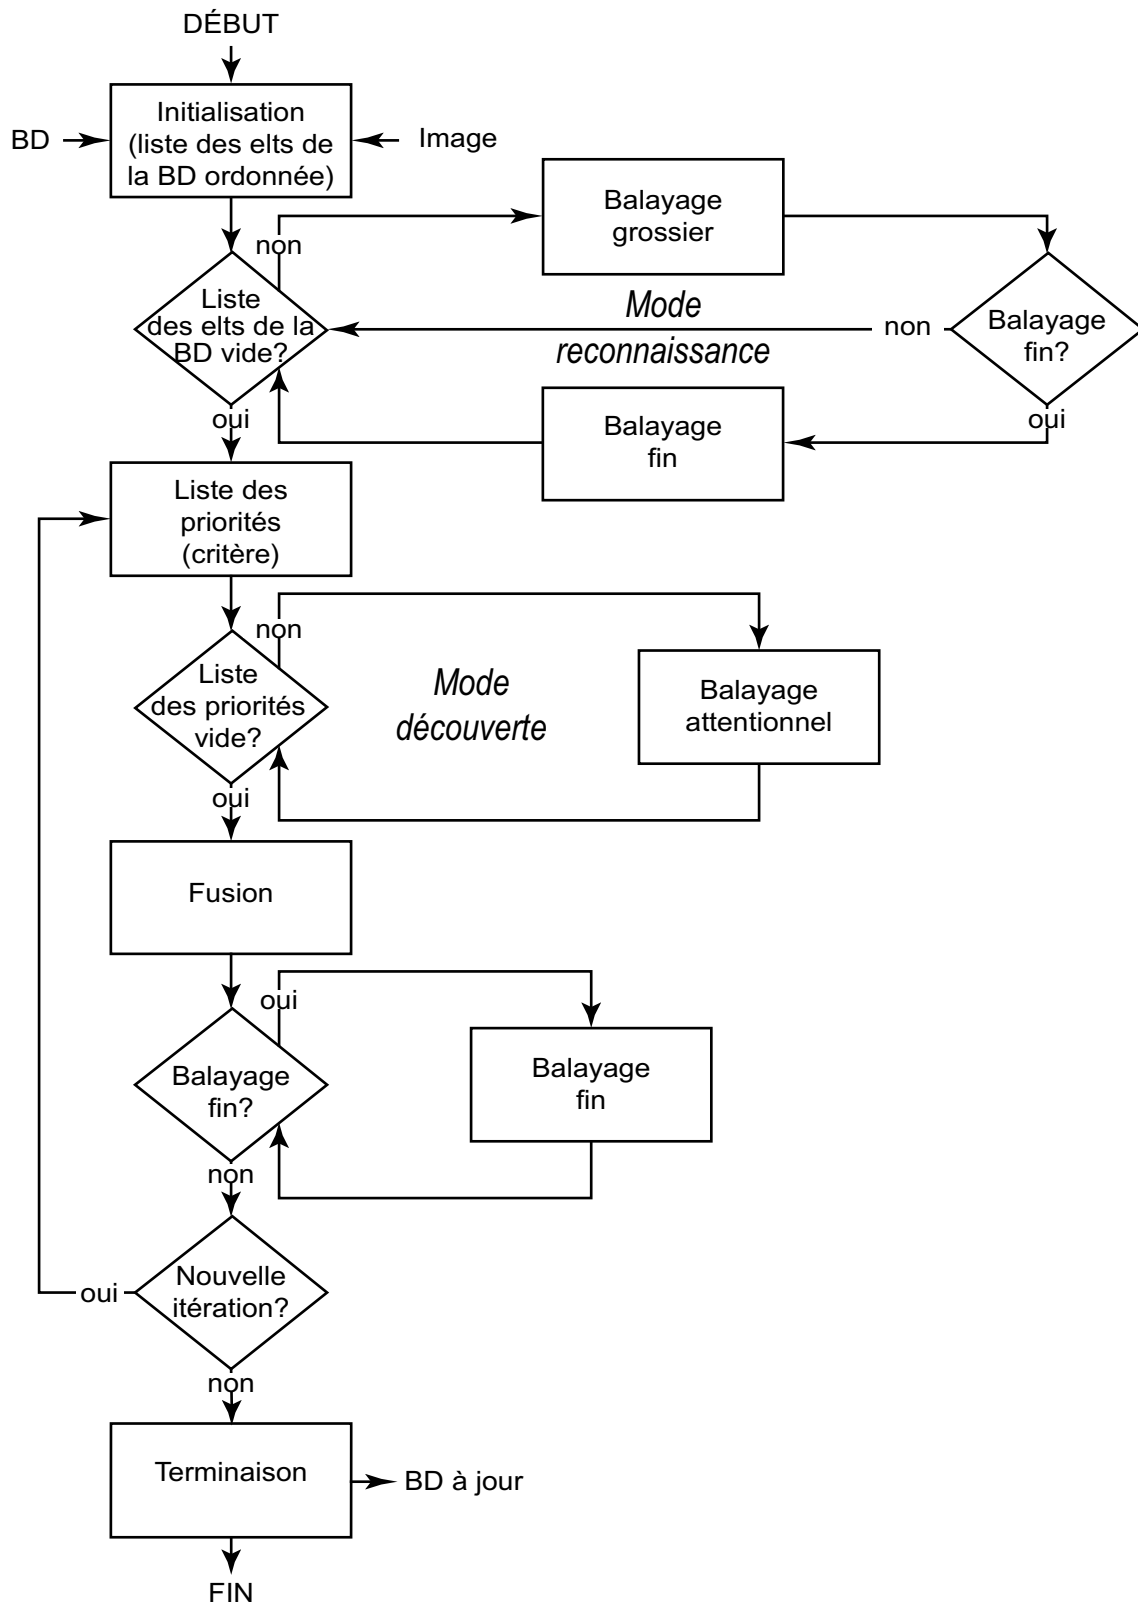 DÉBUT
Initialisation
(liste des elts de
la BD ordonnée)
BD
Image
Balayage
grossier
non
Liste
des elts de la
BD vide?
Mode
reconnaissance
non
Balayage
fin?
oui
Balayage
fin
oui
Liste des
priorités
(critère)
non
Liste
des priorités
vide?
Mode
découverte
Balayage
attentionnel
oui
Fusion
oui
Balayage
fin?
Balayage
fin
non
Nouvelle
itération?
oui
non
Terminaison
BD à jour
FIN